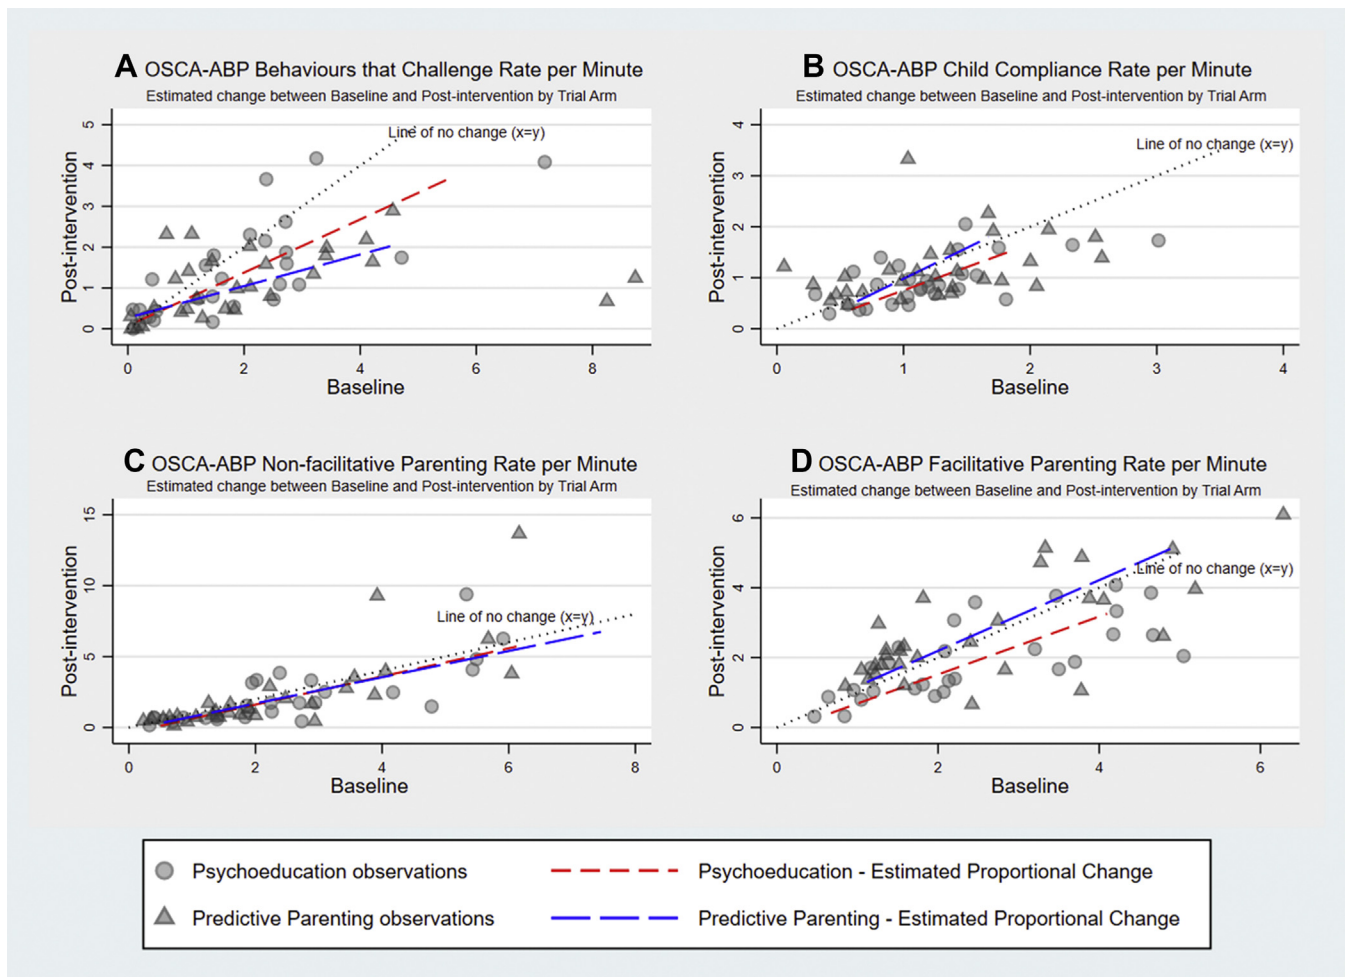 A OSCA-ABP Behaviours that Challenge Rate per Minute
Estimated change between Baseline and Post-intervention by Trial Arm
Line of no change (x=y)
Post-intervention
5
4
3
2
1
0
0 2 4 6 8
Baseline
B OSCA-ABP Child Compliance Rate per Minute
Estimated change between Baseline and Post-intervention by Trial Arm
Line of no change (x=y)
Post-intervention
4
3
2
1
0
0 1 2 3 4
Baseline
C OSCA-ABP Non-facilitative Parenting Rate per Minute
Estimated change between Baseline and Post-intervention by Trial Arm
Line of no change (x=y)
Post-intervention
15
10
5
0
0 2 4 6 8
Baseline
D OSCA-ABP Facilitative Parenting Rate per Minute
Estimated change between Baseline and Post-intervention by Trial Arm
Line of no change (x=y)
Post-intervention
6
4
2
0
0 2 4 6
Baseline
Psychoeducation observations
Psychoeducation - Estimated Proportional Change
Predictive Parenting observations
Predictive Parenting - Estimated Proportional Change